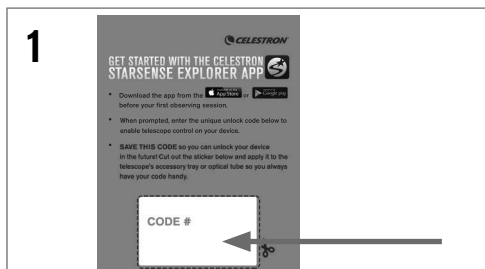 1
CELESTRON
GET STARTED WITH THE CELESTRON
STARSENSE EXPLORER APP
• Download the app from the App Store or Google play
before your first observing session.
• When prompted, enter the unique unlock code below to
enable telescope control on your device.
• SAVE THIS CODE so you can unlock your device
in the future! Cut out the sticker below and apply it to the
telescope's accessory tray or optical tube so you always
have your code handy.
CODE #